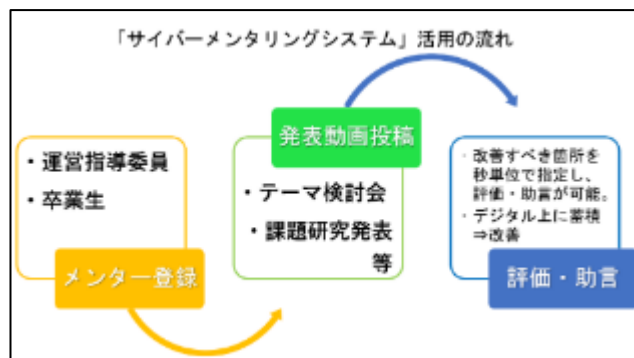 「サイバーメンタリングシステム」活用の流れ
・運営指導委員
・卒業生
メンター登録
発表動画投稿
・テーマ検討会
・課題研究発表
等
・改善すべき箇所を
秒単位で指定し、
評価・助言が可能。
・デジタル上に蓄積
⇒改善
評価・助言